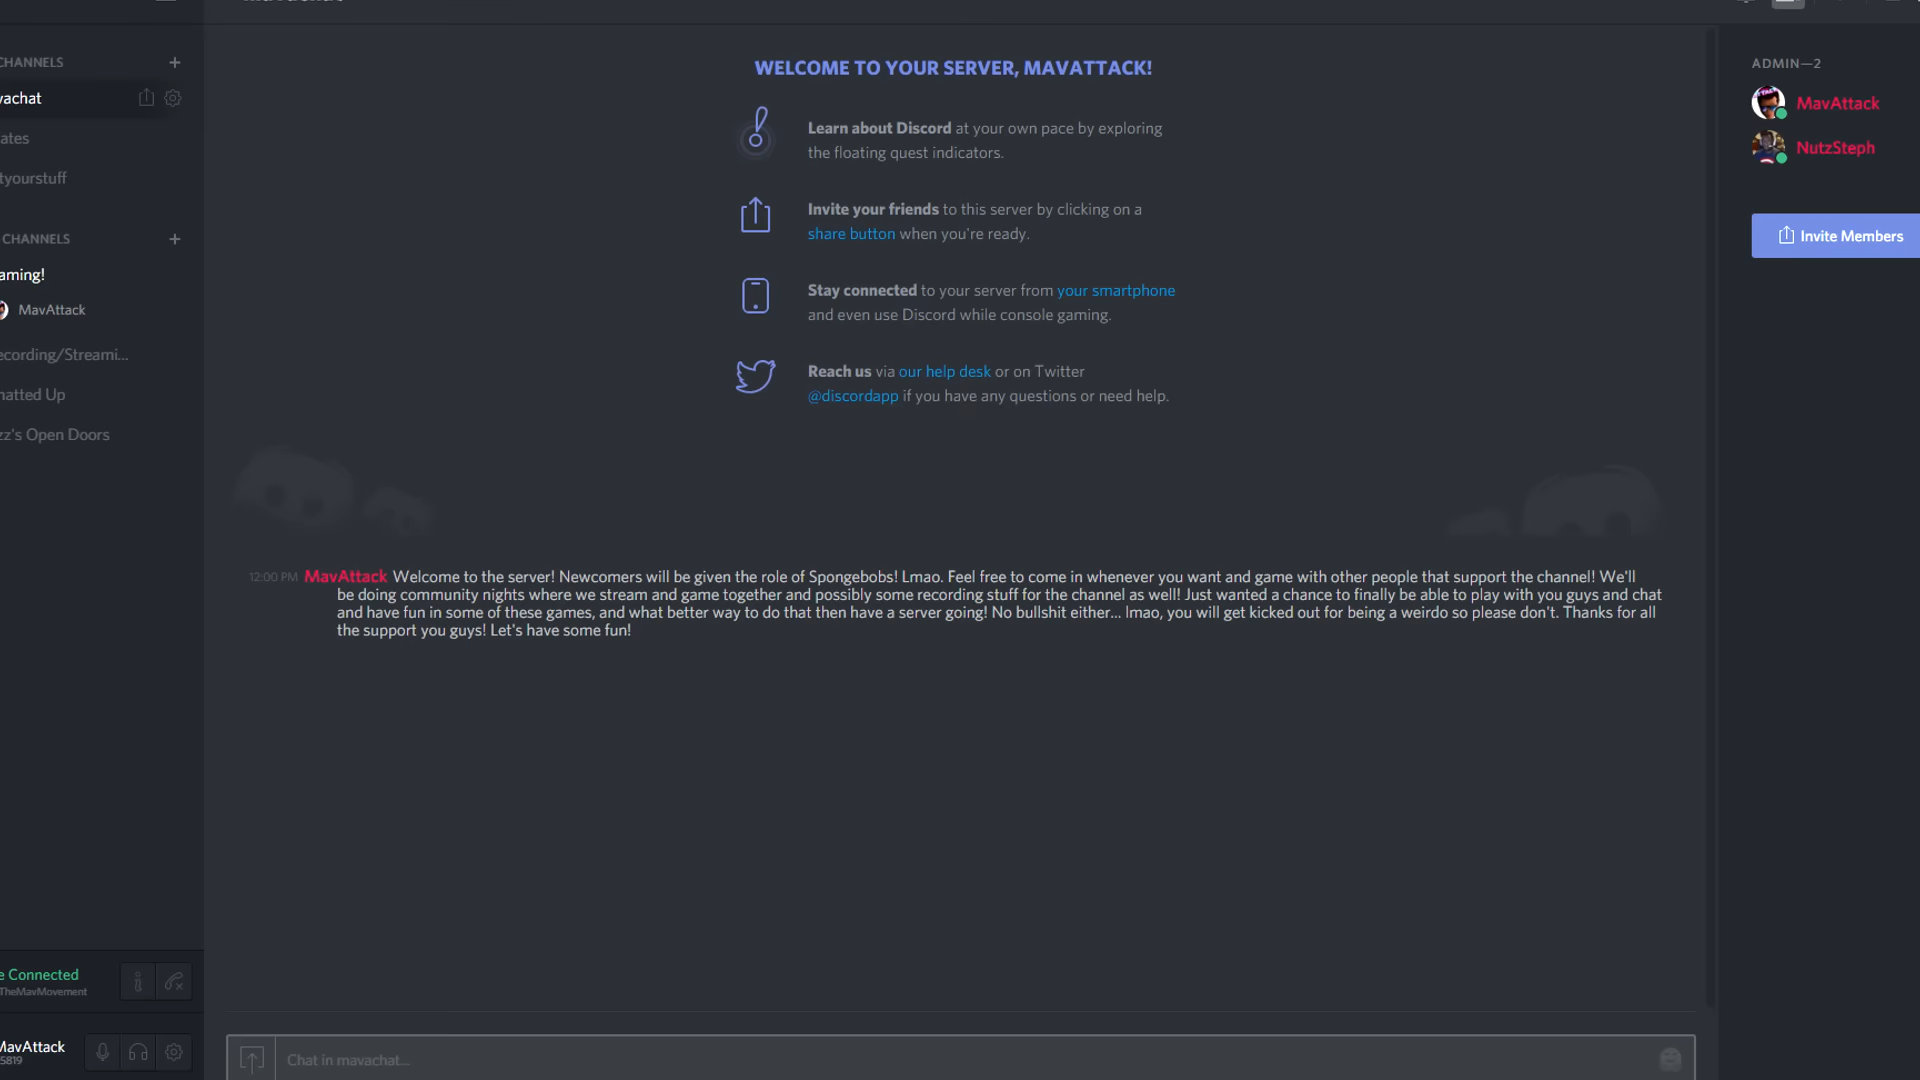 CHANNELS
vachat
ates
tyourstuff
CHANNELS
aming!
MavAttack
ecording/Streami...
hatted Up
zz's Open Doors
e Connected
TheMavMovement
MavAttack
5819
WELCOME TO YOUR SERVER, MAVATTACK!
Learn about Discord at your own pace by exploring
the floating quest indicators.
Invite your friends to this server by clicking on a
share button when you're ready.
Stay connected to your server from your smartphone
and even use Discord while console gaming.
Reach us via our help desk or on Twitter
@discordapp if you have any questions or need help.
12:00 PM MavAttack Welcome to the server! Newcomers will be given the role of Spongebobs! Lmao. Feel free to come in whenever you want and game with other people that support the channel! We'll
be doing community nights where we stream and game together and possibly some recording stuff for the channel as well! Just wanted a chance to finally be able to play with you guys and chat
and have fun in some of these games, and what better way to do that then have a server going! No bullshit either... lmao, you will get kicked out for being a weirdo so please don't. Thanks for all
the support you guys! Let's have some fun!
Chat in mavachat...
ADMIN—2
MavAttack
NutzSteph
Invite Members